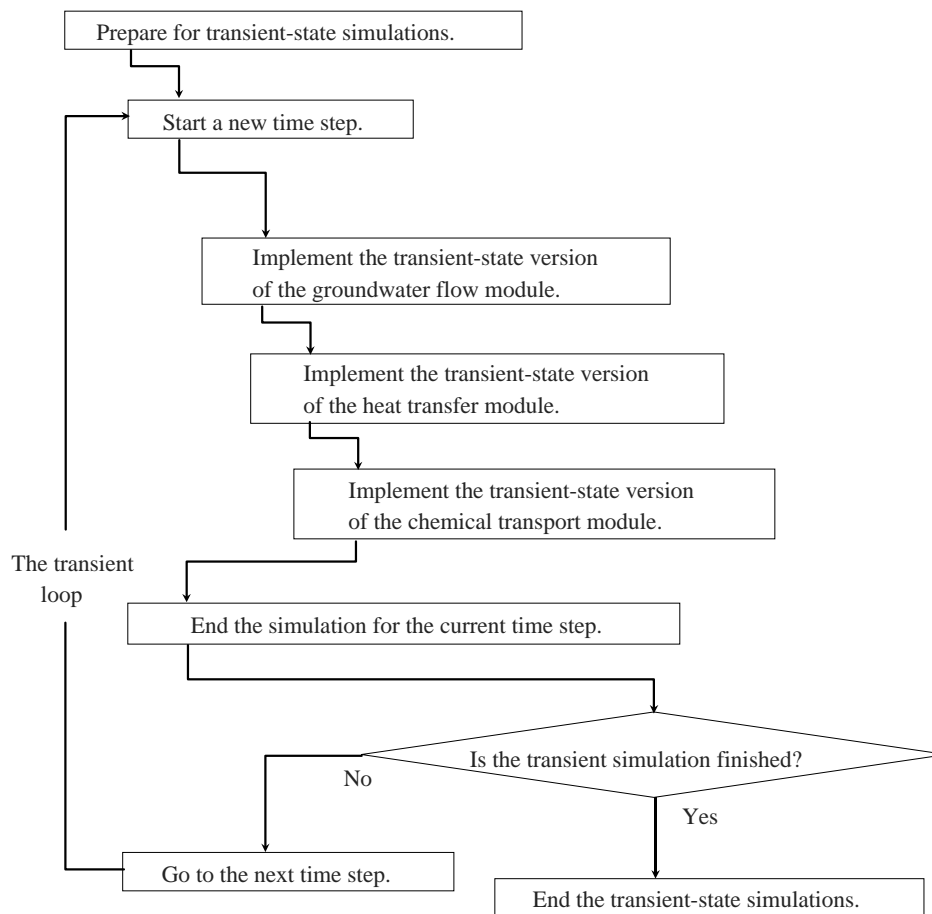 Prepare for transient-state simulations.
Start a new time step.
Implement the transient-state version
of the groundwater flow module.
Implement the transient-state version
of the heat transfer module.
Implement the transient-state version
of the chemical transport module.
The transient
loop
End the simulation for the current time step.
Is the transient simulation finished?
No
Yes
Go to the next time step.
End the transient-state simulations.